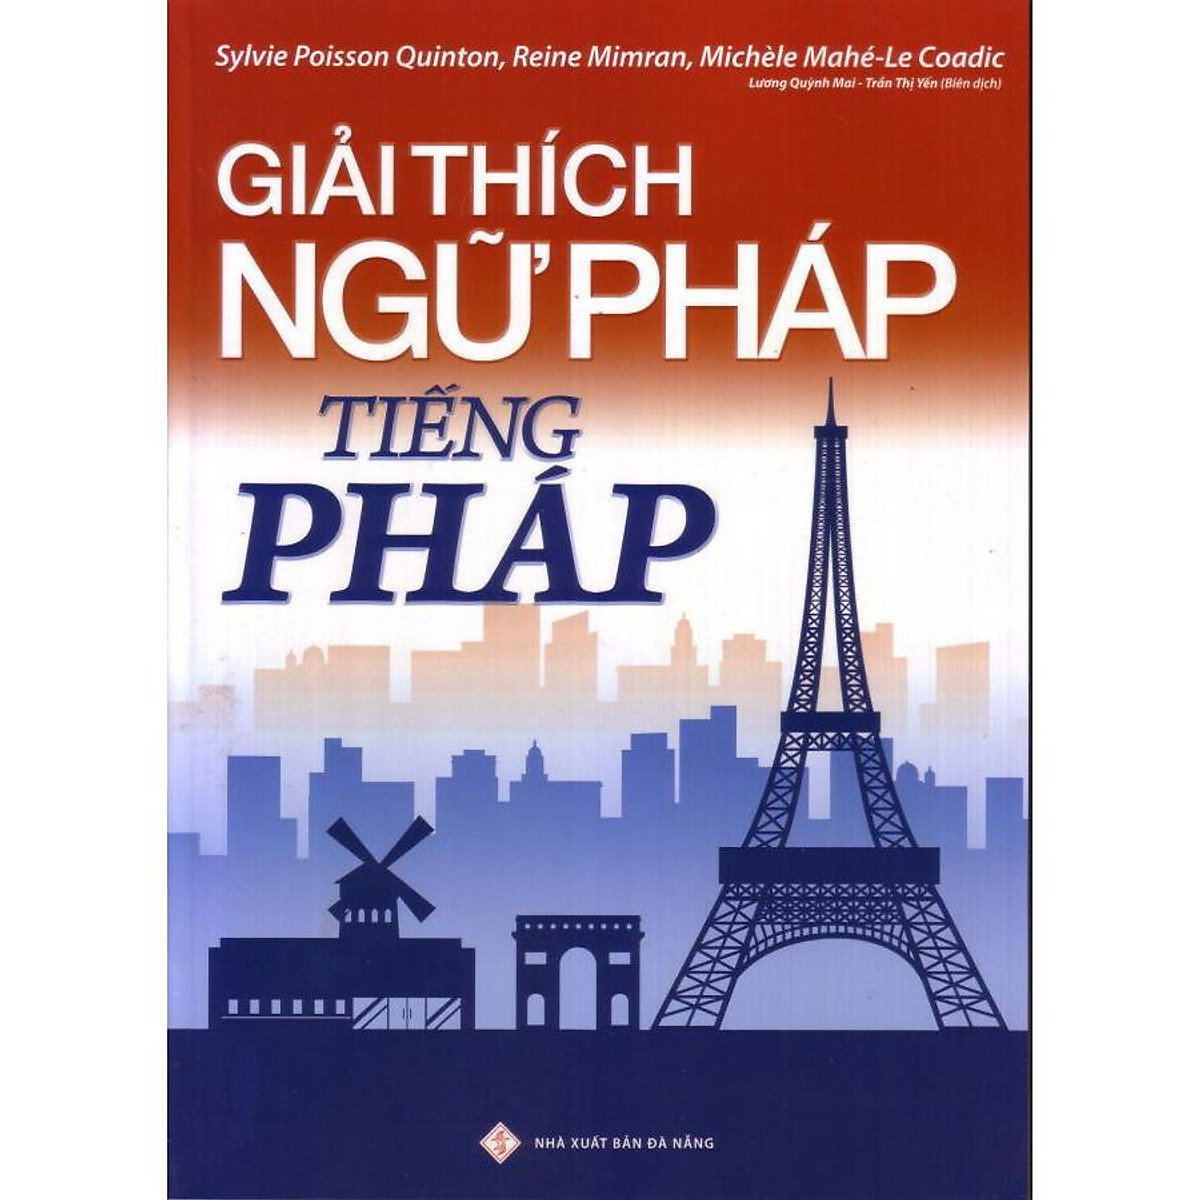 Sylvie Poisson Quinton, Reine Mimran, Michèle Mahé-Le Coadic
Lương Quỳnh Mai - Trần Thị Yến (Biên dịch)
GIẢI THÍCH
NGỮ PHÁP
TIẾNG
PHÁP
NHÀ XUẤT BẢN ĐÀ NẴNG